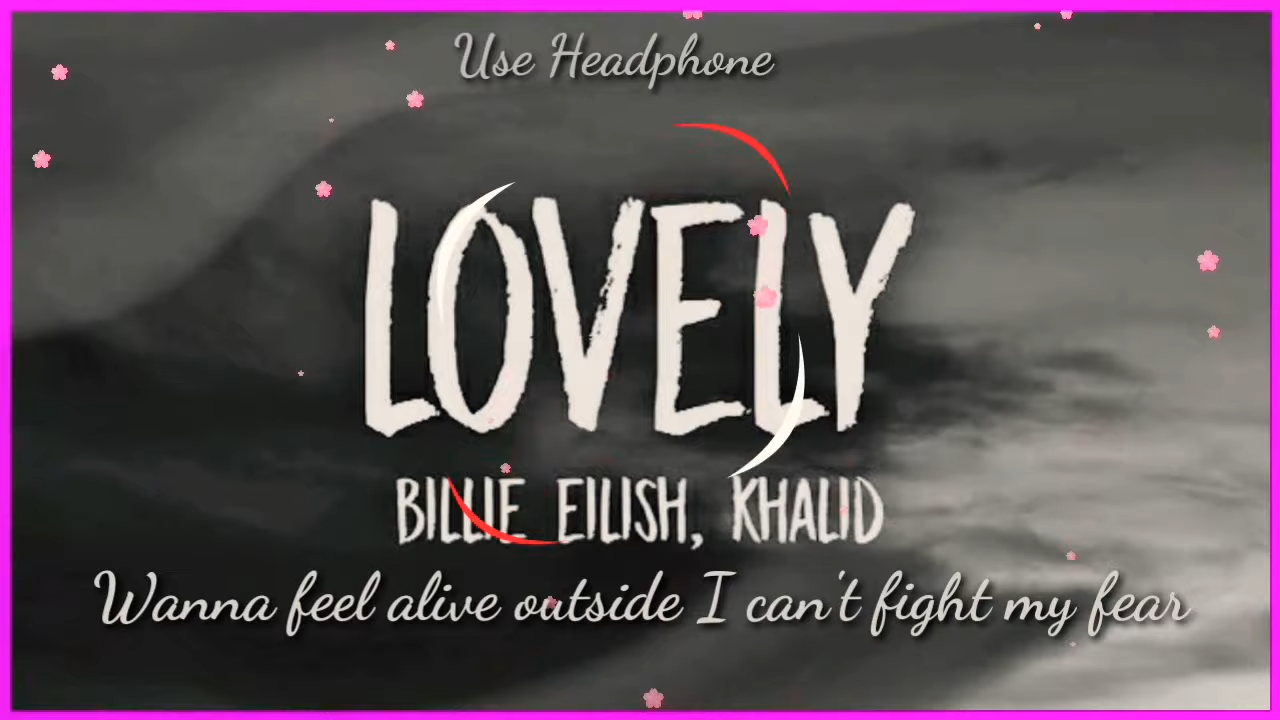 Use Headphone
LOVELY
BILLIE EILISH, KHALID
Wanna feel alive outside I can't fight my fear